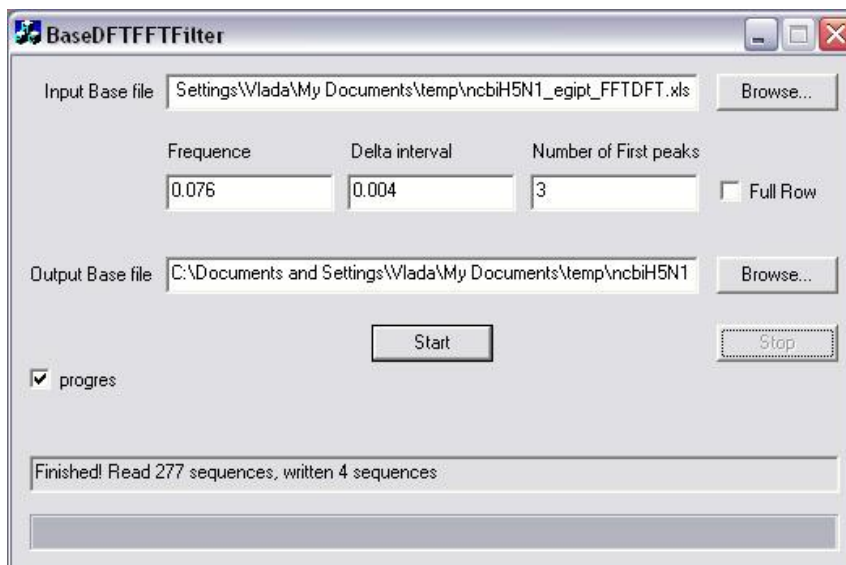 BaseDFTFFTFilter
Input Base file Settings\Vlada\My Documents\temp\ncbiH5N1_egipt_FFTDFT.xls Browse...
Frequence Delta interval Number of First peaks
0.076 0.004 3 Full Row
Output Base file C:\Documents and Settings\Vlada\My Documents\temp\ncbiH5N1 Browse...
Start Stop
progres
Finished! Read 277 sequences, written 4 sequences